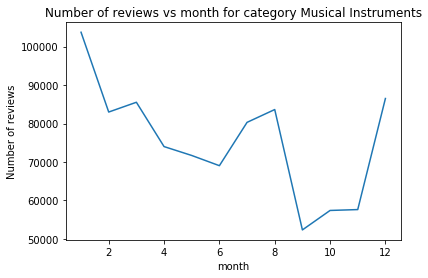 Number of reviews vs month for category Musical Instruments
100000
90000
80000
70000
60000
50000
Number of reviews
2 4 6 8 10 12
month